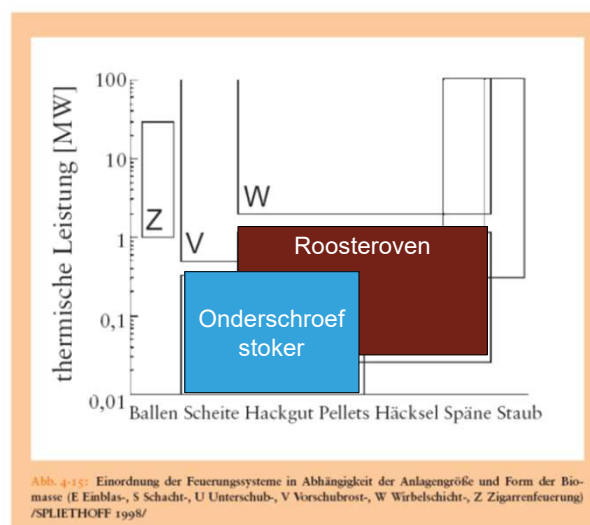 thermische Leistung [MW]
100
10
1
0,1
0,01
Z
V
W
Roosteroven
Onderschroef
stoker
Ballen Scheite Hackgut Pellets Häcksel Späne Staub
Abb. 4-15: Einordnung der Feuerungssysteme in Abhängigkeit der Anlagengröße und Form der Bio-
masse (E Einblas-, S Schacht-, U Unterschub-, V Vorschubrost-, W Wirbelschicht-, Z Zigarrenfeuerung)
/SPLIETHOFF 1998/